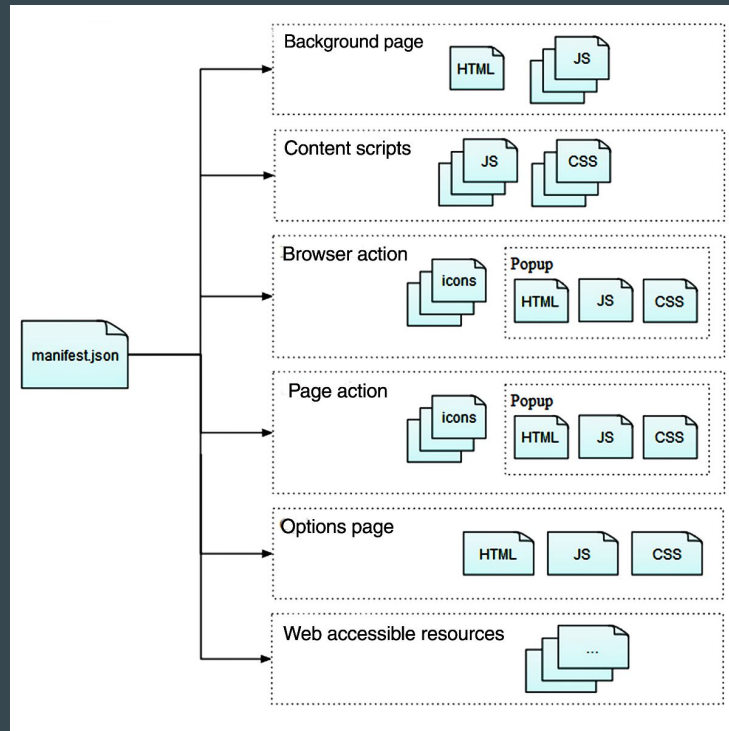 Background page
HTML
JS
Content scripts
JS
CSS
Browser action
icons
Popup
HTML
JS
CSS
manifest.json
Page action
icons
Popup
HTML
JS
CSS
Options page
HTML
JS
CSS
Web accessible resources
...